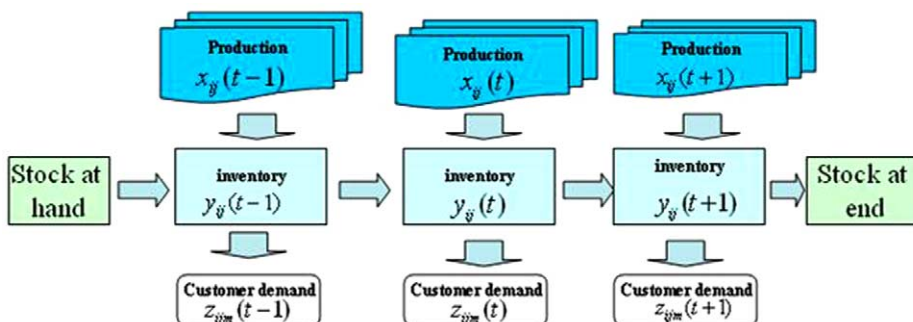 Production
x_ij(t−1)
Production
x_ij(t)
Production
x_ij(t+1)
Stock at
hand
inventory
y_ij(t−1)
inventory
y_ij(t)
inventory
y_ij(t+1)
Stock at
end
Customer demand
z_ijm(t−1)
Customer demand
z_ijm(t)
Customer demand
z_ijm(t+1)